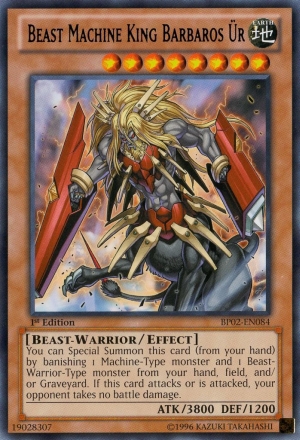 BEAST MACHINE KING BARBAROS ÜR
EARTH
地
1st Edition
BP02-EN084
[BEAST-WARRIOR/EFFECT]
You can Special Summon this card (from your hand)
by banishing 1 Machine-Type monster and 1 Beast-
Warrior-Type monster from your hand, field, and/
or Graveyard. If this card attacks or is attacked, your
opponent takes no battle damage.
ATK/3800 DEF/1200
19028307
©1996 KAZUKI TAKAHASHI